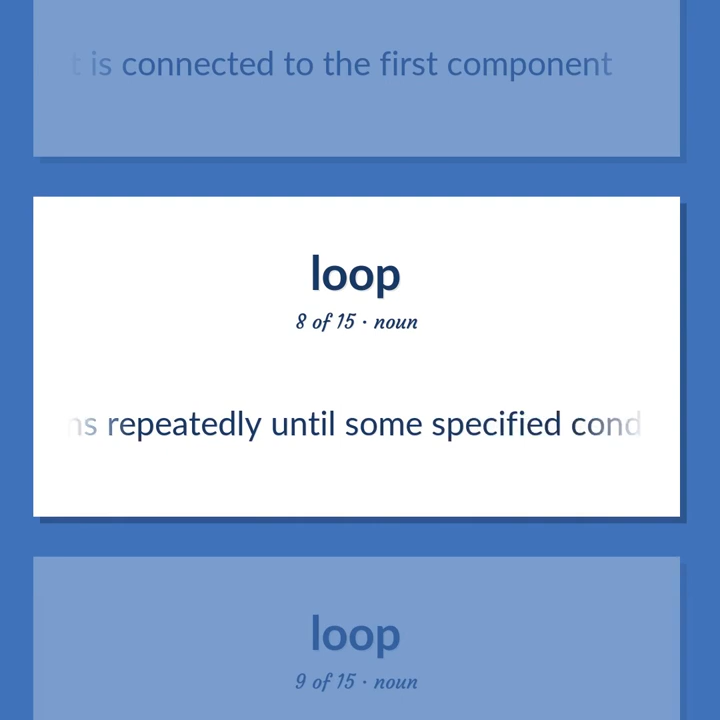 is connected to the first component
loop
8 of 15 · noun
repeatedly until some specified
loop
9 of 15 · noun